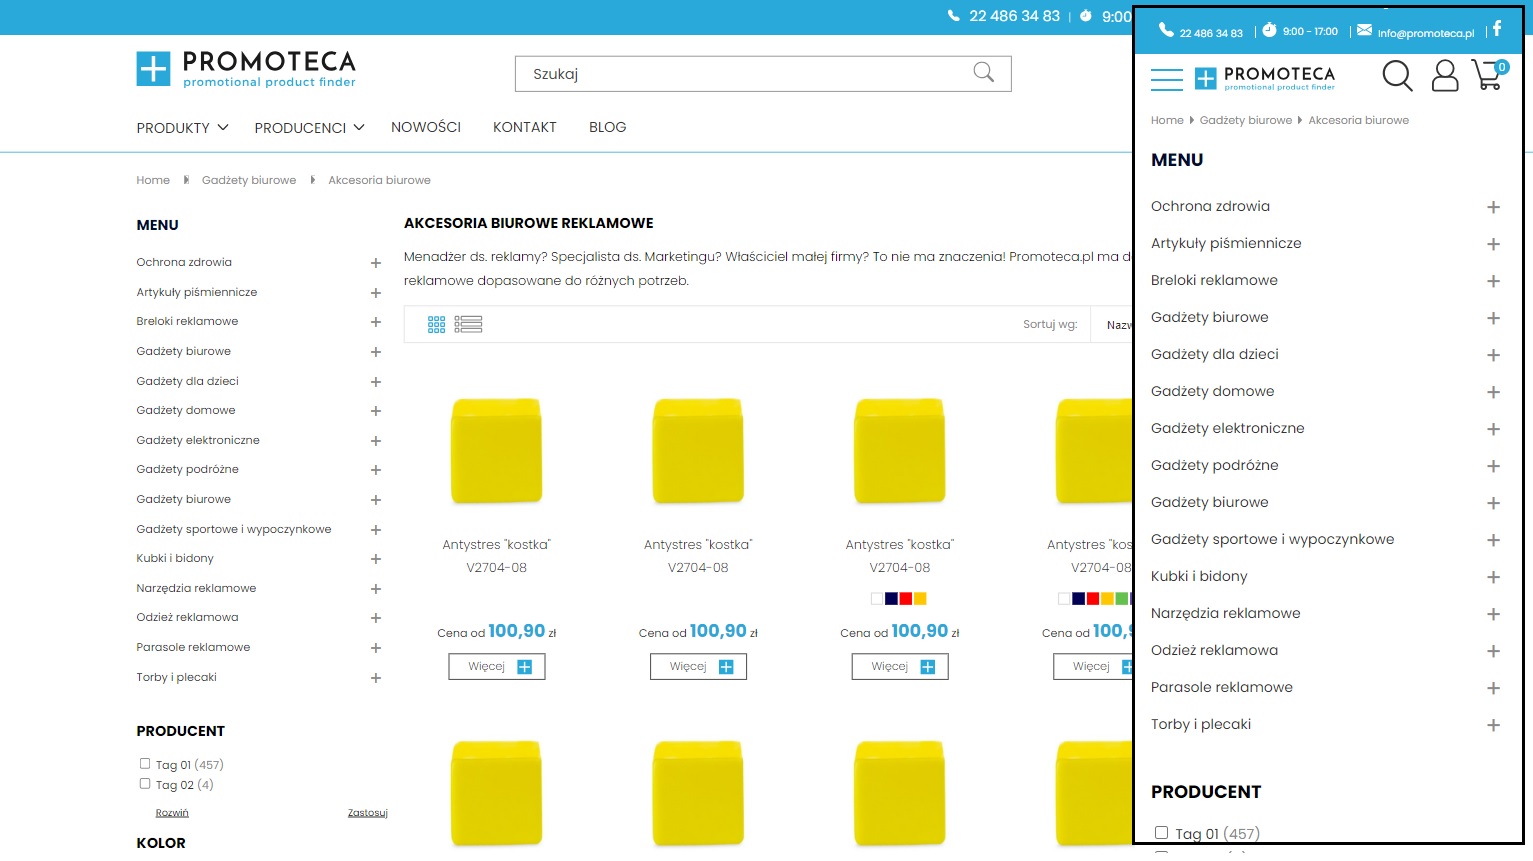 22 486 34 83 | 9:00
PROMOTECA
promotional product finder
Szukaj
PRODUKTY
PRODUCENCI
NOWOŚCI
KONTAKT
BLOG
Home
Gadżety biurowe
Akcesoria biurowe
MENU
Ochrona zdrowia
Artykuły piśmiennicze
Breloki reklamowe
Gadżety biurowe
Gadżety dla dzieci
Gadżety domowe
Gadżety elektroniczne
Gadżety podróżne
Gadżety biurowe
Gadżety sportowe i wypoczynkowe
Kubki i bidony
Narzędzia reklamowe
Odzież reklamowa
Parasole reklamowe
Torby i plecaki
PRODUCENT
Tag 01 (457)
Tag 02 (4)
Rozwiń
Zastosuj
KOLOR
AKCESORIA BIUROWE REKLAMOWE
Menadżer ds. reklamy? Specjalista ds. Marketingu? Właściciel małej firmy? To nie ma znaczenia! Promoteca.pl ma d
reklamowe dopasowane do różnych potrzeb.
Sortuj wg:
Nazw
Antystres "kostka"
V2704-08
Cena od 100,90 zł
Więcej
Antystres "kostka"
V2704-08
Cena od 100,90 zł
Więcej
Antystres "kostka"
V2704-08
Cena od 100,90 zł
Więcej
Antystres "kos
V2704-08
Cena od 100,9
Więcej
22 486 34 83 | 9:00 - 17:00 | info@promoteca.pl |
PROMOTECA
promotional product finder
0
Home
Gadżety biurowe
Akcesoria biurowe
MENU
Ochrona zdrowia
Artykuły piśmiennicze
Breloki reklamowe
Gadżety biurowe
Gadżety dla dzieci
Gadżety domowe
Gadżety elektroniczne
Gadżety podróżne
Gadżety biurowe
Gadżety sportowe i wypoczynkowe
Kubki i bidony
Narzędzia reklamowe
Odzież reklamowa
Parasole reklamowe
Torby i plecaki
PRODUCENT
Tag 01 (457)